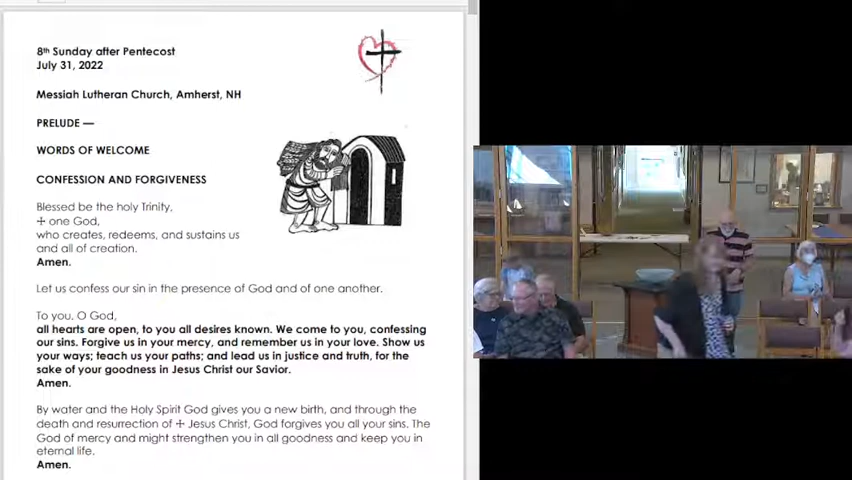 8th Sunday after Pentecost
July 31, 2022
Messiah Lutheran Church, Amherst, NH
PRELUDE —
WORDS OF WELCOME
CONFESSION AND FORGIVENESS
Blessed be the holy Trinity,
☩ one God,
who creates, redeems, and sustains us
and all of creation.
Amen.
Let us confess our sin in the presence of God and of one another.
To you, O God,
all hearts are open, to you all desires known. We come to you, confessing
our sins. Forgive us in your mercy, and remember us in your love. Show us
your ways; teach us your paths; and lead us in justice and truth, for the
sake of your goodness in Jesus Christ our Savior.
Amen.
By water and the Holy Spirit God gives you a new birth, and through the
death and resurrection of ☩ Jesus Christ, God forgives you all your sins. The
God of mercy and might strengthen you in all goodness and keep you in
eternal life.
Amen.